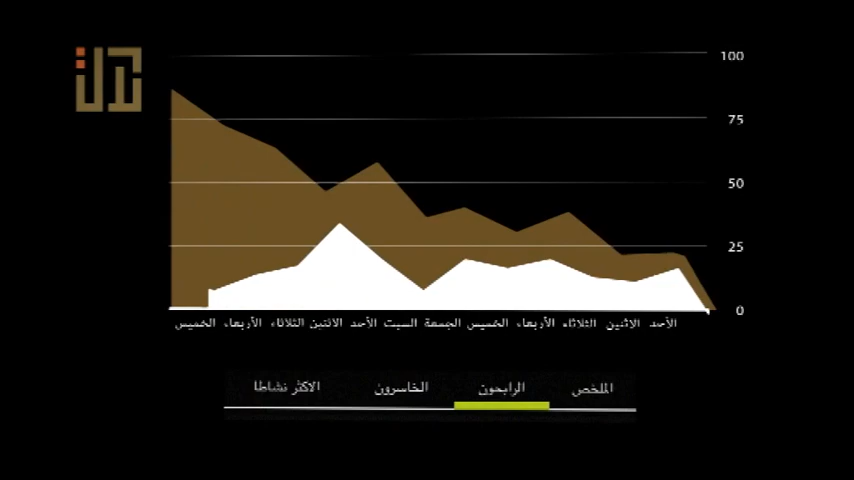 100
75
50
25
0
الأحد الاثنين الثلاثاء الأربعاء الخميس الجمعة السبت الأحد الاثنين الثلاثاء الأربعاء الخميس
الملخص الرابحون الخاسرون الاكثر نشاطا